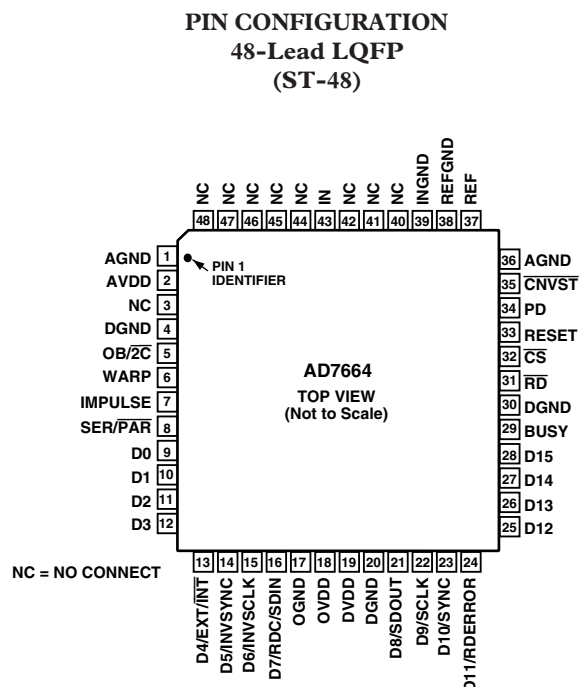 PIN CONFIGURATION
48-Lead LQFP
(ST-48)
NC
NC
NC
NC
NC
IN
NC
NC
NC
INGND
REFGND
REF
48 47 46 45 44 43 42 41 40 39 38 37
AGND 1
AVDD 2
NC 3
DGND 4
OB/2C 5
WARP 6
IMPULSE 7
SER/PAR 8
D0 9
D1 10
D2 11
D3 12
PIN 1
IDENTIFIER
AD7664
TOP VIEW
(Not to Scale)
36 AGND
35 CNVST
34 PD
33 RESET
32 CS
31 RD
30 DGND
29 BUSY
28 D15
27 D14
26 D13
25 D12
13 14 15 16 17 18 19 20 21 22 23 24
NC = NO CONNECT
D4/EXT/INT
D5/INVSYNC
D6/INVSCLK
D7/RDC/SDIN
OGND
OVDD
DVDD
DGND
D8/SDOUT
D9/SCLK
D10/SYNC
D11/RDERROR